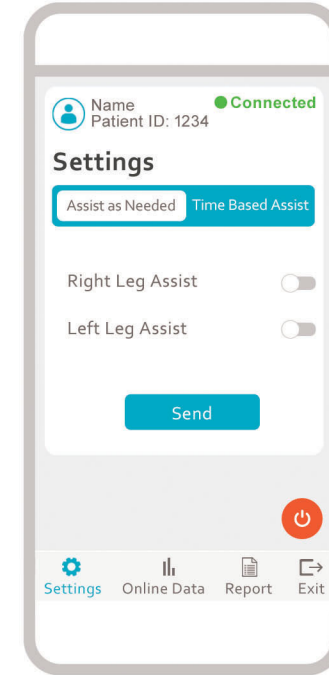 Name
Connected
Patient ID: 1234
Settings
Assist as Needed Time Based Assist
Right Leg Assist
Left Leg Assist
Send
Settings Online Data Report Exit